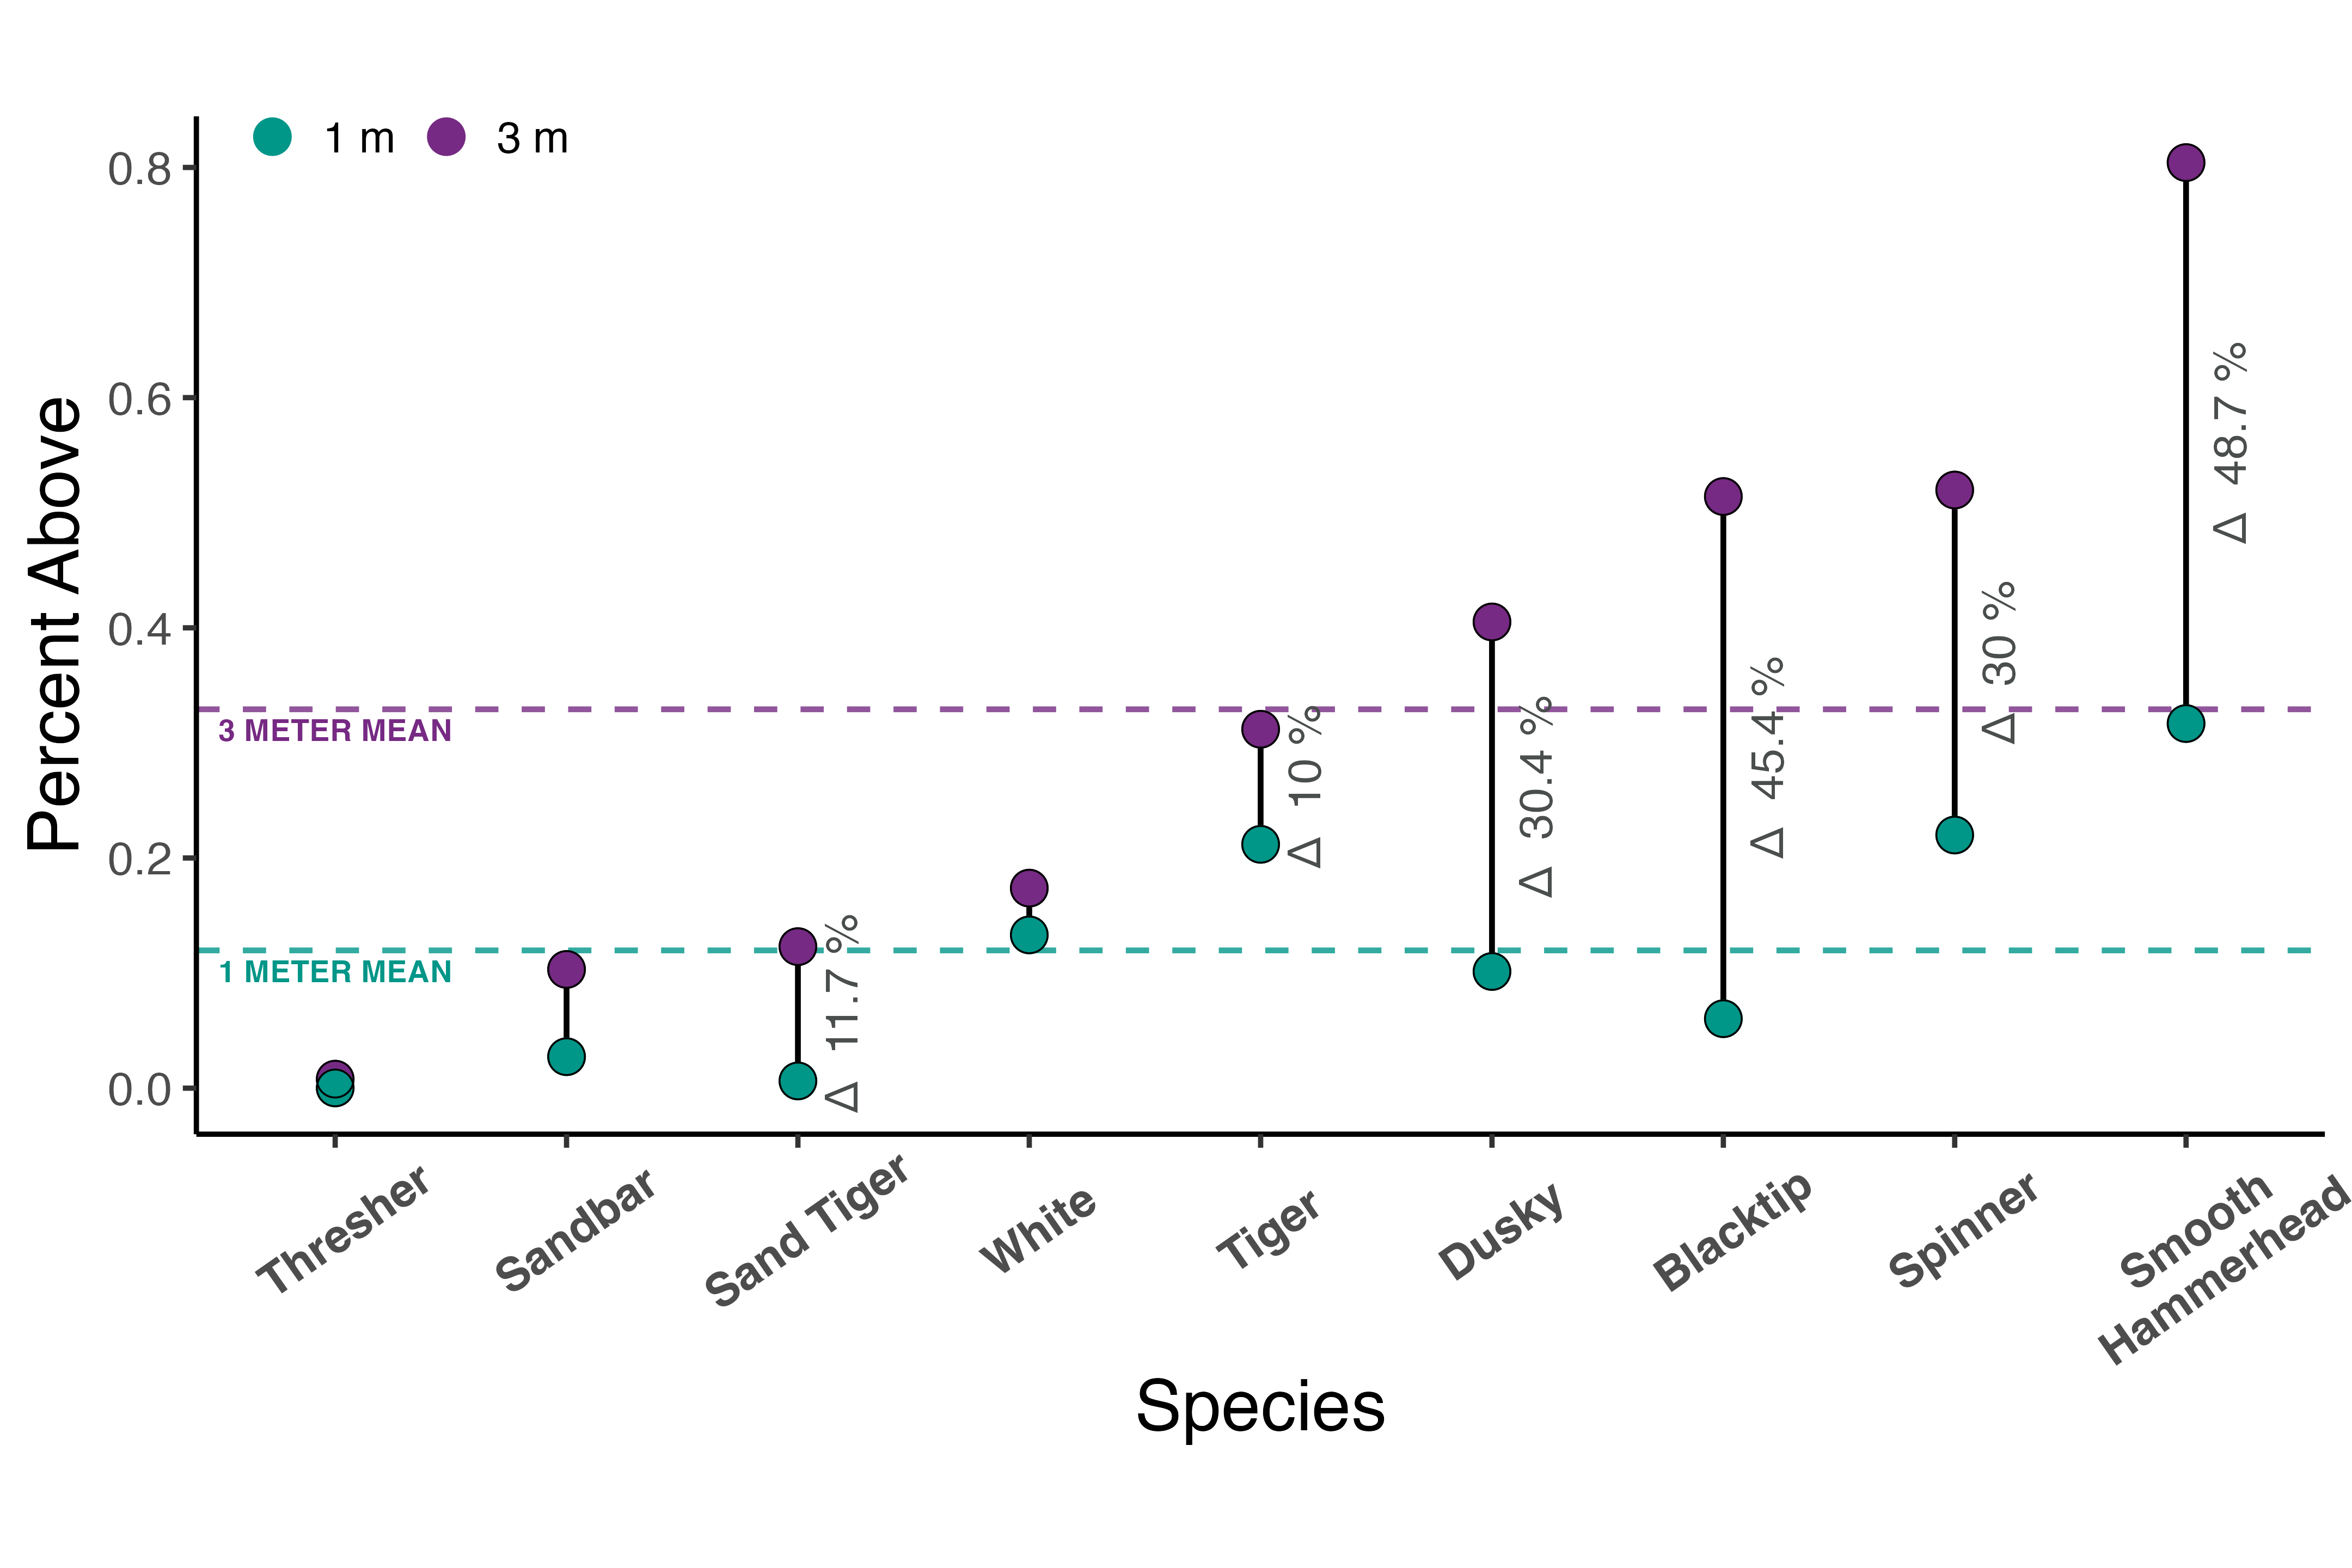 1 m
3 m
Percent Above
0.8
0.6
0.4
0.2
0.0
3 METER MEAN
1 METER MEAN
Δ 11.7 %
Δ 10 %
Δ 30.4 %
Δ 45.4 %
Δ 30 %
Δ 48.7 %
Thresher
Sandbar
Sand Tiger
White
Tiger
Dusky
Blacktip
Spinner
Smooth
Hammerhead
Species